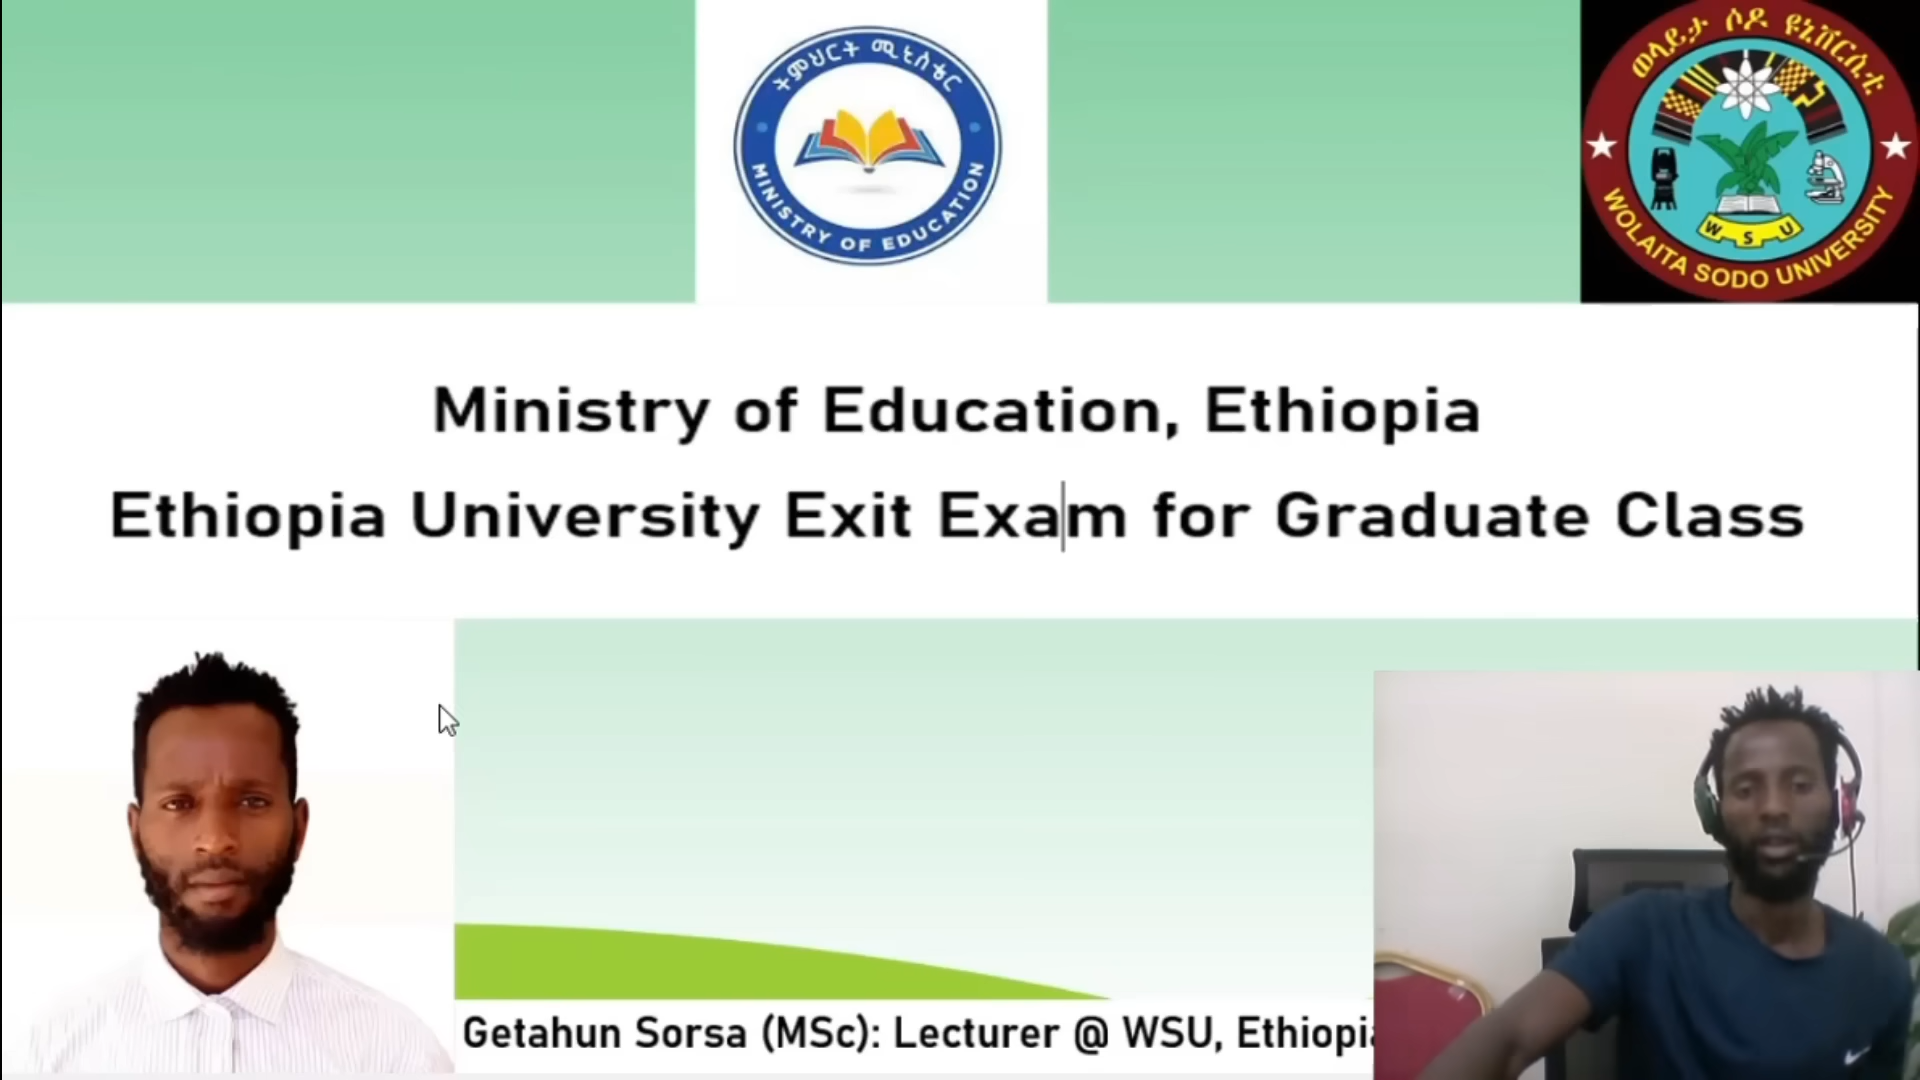 ትምህርት ሚኒስቴር
MINISTRY OF EDUCATION
ወላይታ ሶዶ ዩኒቨርሲቲ
W S U
WOLAITA SODO UNIVERSITY
Ministry of Education, Ethiopia
Ethiopia University Exit Exam for Graduate Class
Getahun Sorsa (MSc): Lecturer @ WSU, Ethiopia